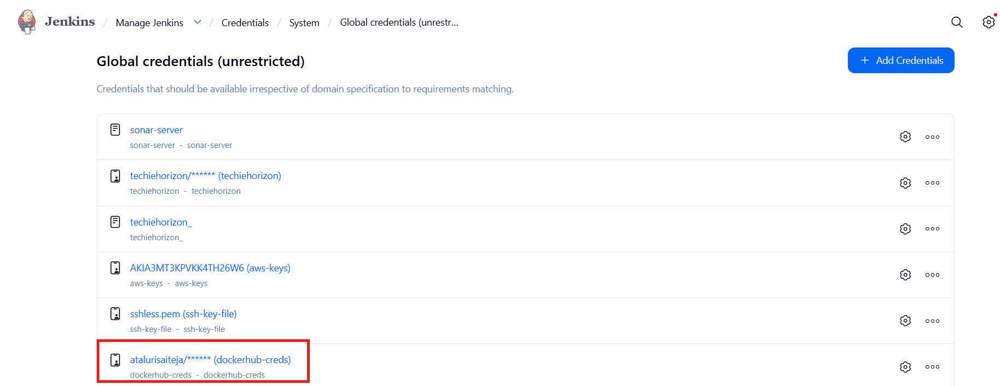 Jenkins / Manage Jenkins / Credentials / System / Global credentials (unrestr...
Global credentials (unrestricted)
+ Add Credentials
Credentials that should be available irrespective of domain specification to requirements matching.
sonar-server
sonar-server - sonar-server
techiehorizon/****** (techiehorizon)
techiehorizon - techiehorizon
techiehorizon_
techiehorizon_
AKIA3MT3KPVKK4TH26W6 (aws-keys)
aws-keys - aws-keys
sshless.pem (ssh-key-file)
ssh-key-file - ssh-key-file
atalurisaiteja/****** (dockerhub-creds)
dockerhub-creds - dockerhub-creds